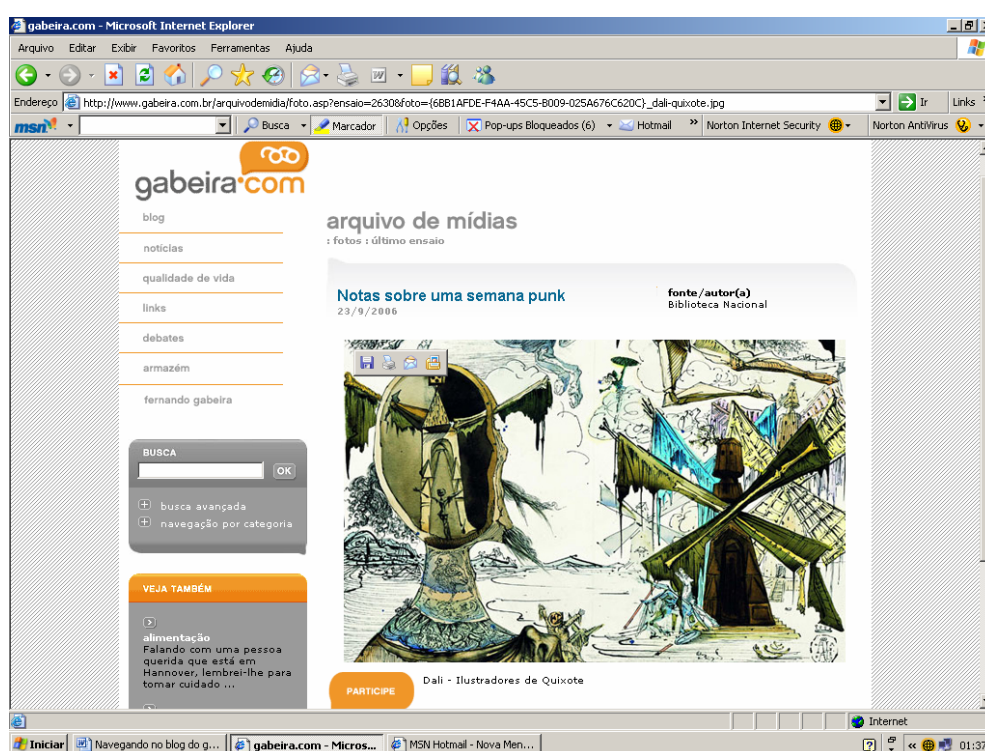 gabeira.com - Microsoft Internet Explorer
Arquivo Editar Exibir Favoritos Ferramentas Ajuda
Endereço http://www.gabeira.com.br/arquivodemidia/foto.asp?ensaio=2630&foto={6BB1AFDE-F4AA-45C5-B009-025A676C620C}_dali-quixote.jpg Ir Links
msn Busca Marcador Opções Pop-ups Bloqueados (6) Hotmail Norton Internet Security Norton AntiVirus
gabeira.com
blog
notícias
qualidade de vida
links
debates
armazém
fernando gabeira
BUSCA
OK
busca avançada
navegação por categoria
VEJA TAMBÉM
alimentação
Falando com uma pessoa
querida que está em
Hannover, lembrei-lhe para
tomar cuidado ...
arquivo de mídias
: fotos : último ensaio
Notas sobre uma semana punk
23/9/2006
fonte/autor(a)
Biblioteca Nacional
Dali - Ilustradores de Quixote
PARTICIPE
Internet
Iniciar Navegando no blog do g... gabeira.com - Micros... MSN Hotmail - Nova Men... 01:37